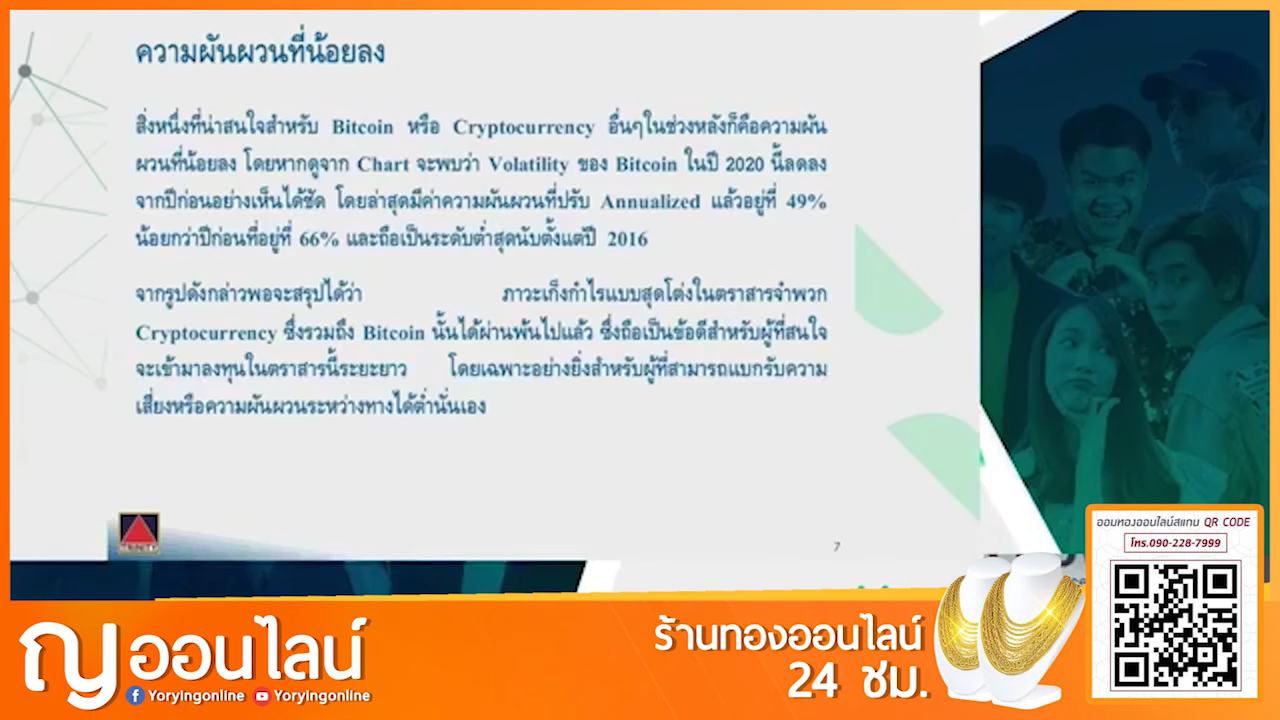 ความผันผวนที่น้อยลง
สิ่งหนึ่งที่น่าสนใจสำหรับ Bitcoin หรือ Cryptocurrency อื่นๆในช่วงหลังก็คือความผัน
ผวนที่น้อยลง โดยหากดูจาก Chart จะพบว่า Volatility ของ Bitcoin ในปี 2020 นี้ลดลง
จากปีก่อนอย่างเห็นได้ชัด โดยล่าสุดมีค่าความผันผวนที่ปรับ Annualized แล้วอยู่ที่ 49%
น้อยกว่าปีก่อนที่อยู่ที่ 66% และถือเป็นระดับต่ำสุดนับตั้งแต่ปี 2016
จากรูปดังกล่าวพอจะสรุปได้ว่า ภาวะเก็งกำไรแบบสุดโต่งในตราสารจำพวก
Cryptocurrency ซึ่งรวมถึง Bitcoin นั้นได้ผ่านพ้นไปแล้ว ซึ่งถือเป็นข้อดีสำหรับผู้ที่สนใจ
จะเข้ามาลงทุนในตราสารนี้ระยะยาว โดยเฉพาะอย่างยิ่งสำหรับผู้ที่สามารถแบกรับความ
เสี่ยงหรือความผันผวนระหว่างทางได้ต่ำนั่นเอง
TRINITY
7
ออมทองออนไลน์สแกน QR CODE
โทร.090-228-7999
ญออนไลน์
Yoryingonline Yoryingonline
ร้านทองออนไลน์
24 ชม.